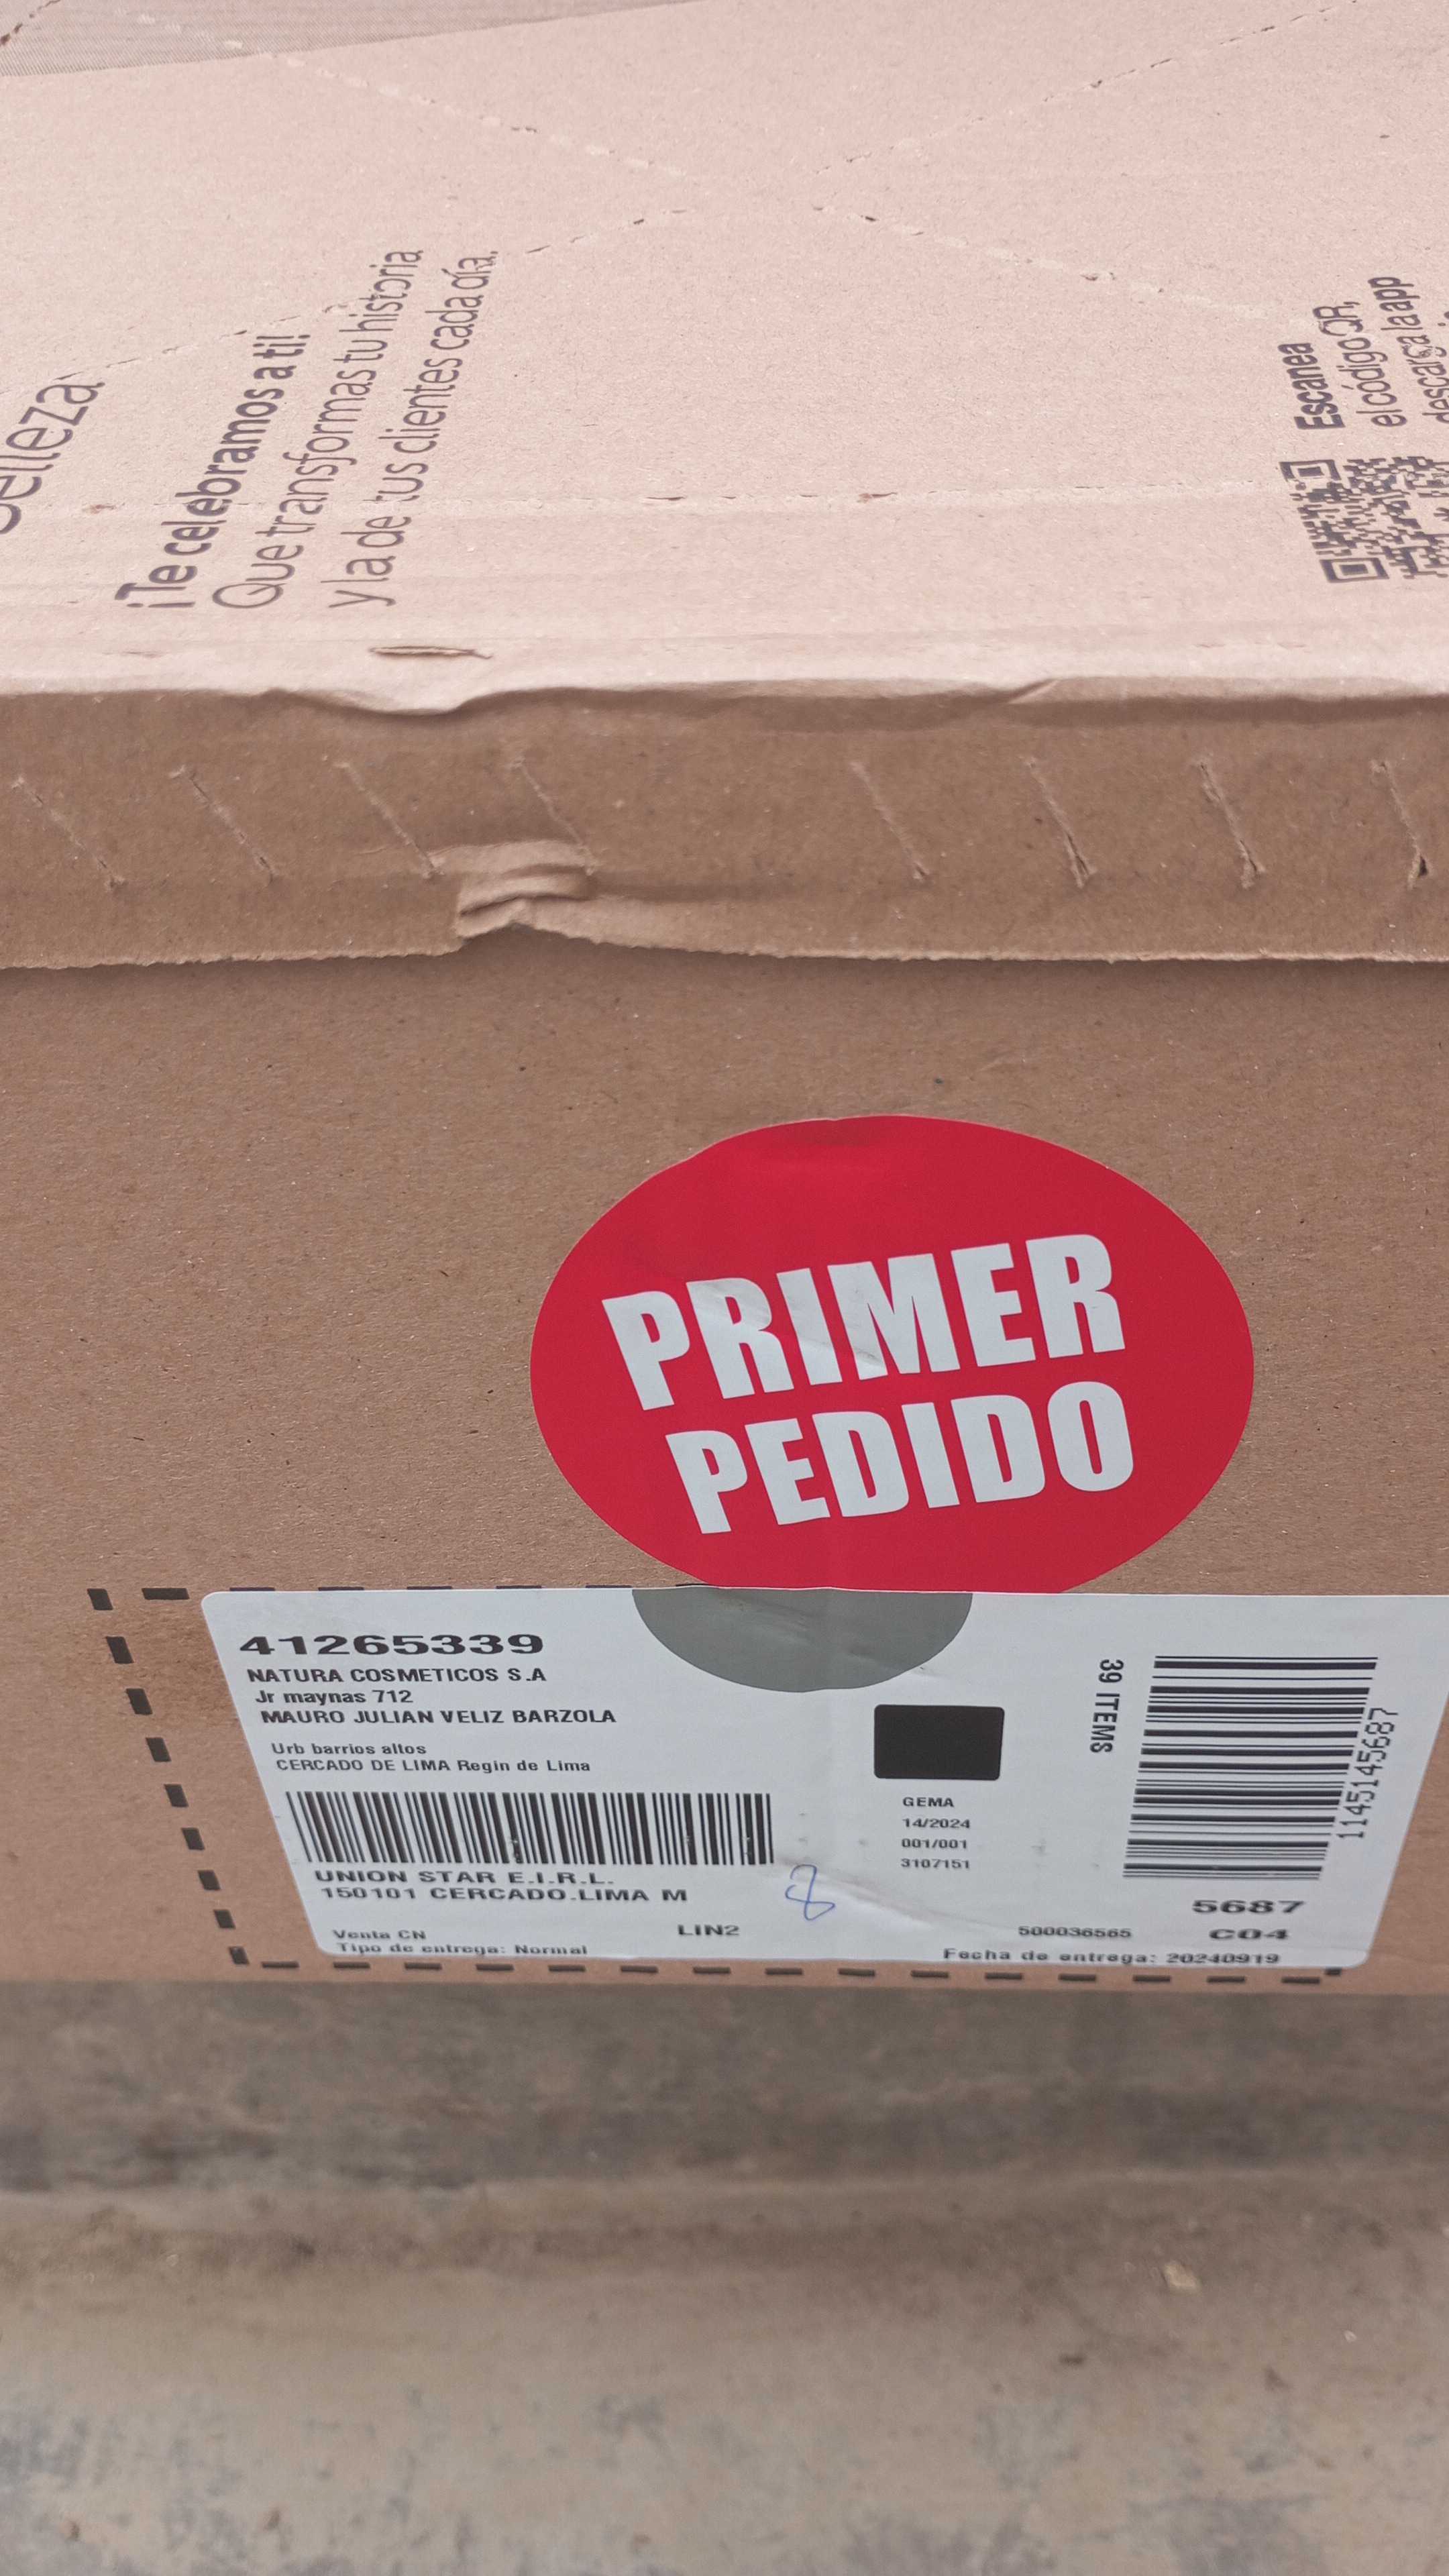 ¡Te celebramos a ti!
Que transformas tu historia
y la de tus clientes cada día.
Escanea
el código QR,
descarga la app
PRIMER
PEDIDO
41265339
NATURA COSMETICOS S.A
Jr maynas 712
MAURO JULIAN VELIZ BARZOLA
Urb barrios altos
CERCADO DE LIMA Regin de Lima
UNION STAR E.I.R.L.
150101 CERCADO.LIMA M
Venta CN
LIN2
Tipo de entrega: Normal
8
GEMA
14/2024
001/001
3107151
39 ITEMS
1145145687
5687
500036565
C04
Fecha de entrega: 20240919